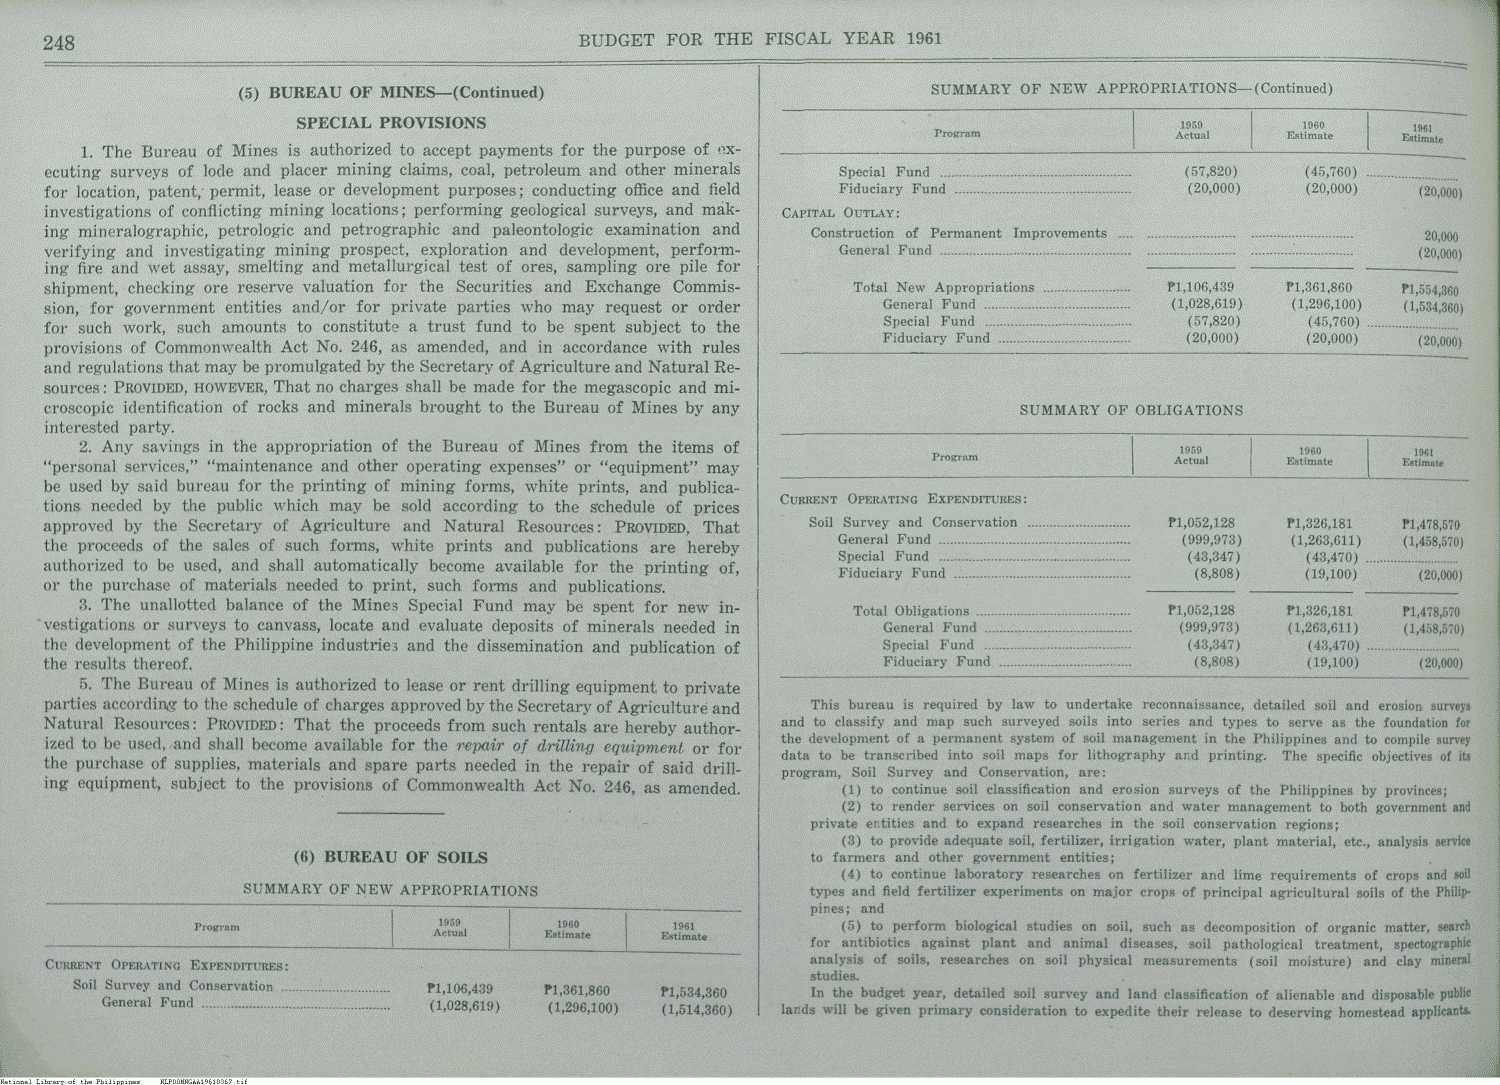 248
BUDGET FOR THE FISCAL YEAR 1961
(5) BUREAU OF MINES—(Continued)
SPECIAL PROVISIONS
1. The Bureau of Mines is authorized to accept payments for the purpose of ex-
ecuting surveys of lode and placer mining claims, coal, petroleum and other minerals
for location, patent, permit, lease or development purposes; conducting office and field
investigations of conflicting mining locations; performing geological surveys, and mak-
ing mineralographic, petrologic and petrographic and paleontologic examination and
verifying and investigating mining prospect, exploration and development, perform-
ing fire and wet assay, smelting and metallurgical test of ores, sampling ore pile for
shipment, checking ore reserve valuation for the Securities and Exchange Commis-
sion, for government entities and/or for private parties who may request or order
for such work, such amounts to constitute a trust fund to be spent subject to the
provisions of Commonwealth Act No. 246, as amended, and in accordance with rules
and regulations that may be promulgated by the Secretary of Agriculture and Natural Re-
sources: PROVIDED, HOWEVER, That no charges shall be made for the megascopic and mi-
croscopic identification of rocks and minerals brought to the Bureau of Mines by any
interested party.
2. Any savings in the appropriation of the Bureau of Mines from the items of
“personal services,” “maintenance and other operating expenses” or “equipment” may
be used by said bureau for the printing of mining forms, white prints, and publica-
tions needed by the public which may be sold according to the schedule of prices
approved by the Secretary of Agriculture and Natural Resources: PROVIDED, That
the proceeds of the sales of such forms, white prints and publications are hereby
authorized to be used, and shall automatically become available for the printing of,
or the purchase of materials needed to print, such forms and publications.
3. The unallotted balance of the Mines Special Fund may be spent for new in-
vestigations or surveys to canvass, locate and evaluate deposits of minerals needed in
the development of the Philippine industries and the dissemination and publication of
the results thereof.
5. The Bureau of Mines is authorized to lease or rent drilling equipment to private
parties according to the schedule of charges approved by the Secretary of Agriculture and
Natural Resources: PROVIDED: That the proceeds from such rentals are hereby author-
ized to be used, and shall become available for the repair of drilling equipment or for
the purchase of supplies, materials and spare parts needed in the repair of said drill-
ing equipment, subject to the provisions of Commonwealth Act No. 246, as amended.
(6) BUREAU OF SOILS
SUMMARY OF NEW APPROPRIATIONS
Program 1959 Actual 1960 Estimate 1961 Estimate
CURRENT OPERATING EXPENDITURES:
Soil Survey and Conservation ₱1,106,439 ₱1,361,860 ₱1,534,360
General Fund (1,028,619) (1,296,100) (1,514,360)
SUMMARY OF NEW APPROPRIATIONS—(Continued)
Program 1959 Actual 1960 Estimate 1961 Estimate
Special Fund (57,820) (45,760)
Fiduciary Fund (20,000) (20,000) (20,000)
CAPITAL OUTLAY:
Construction of Permanent Improvements 20,000
General Fund (20,000)
Total New Appropriations ₱1,106,439 ₱1,361,860 ₱1,554,360
General Fund (1,028,619) (1,296,100) (1,534,360)
Special Fund (57,820) (45,760)
Fiduciary Fund (20,000) (20,000) (20,000)
SUMMARY OF OBLIGATIONS
Program 1959 Actual 1960 Estimate 1961 Estimate
CURRENT OPERATING EXPENDITURES:
Soil Survey and Conservation ₱1,052,128 ₱1,326,181 ₱1,478,570
General Fund (999,973) (1,263,611) (1,458,570)
Special Fund (43,347) (43,470)
Fiduciary Fund (8,808) (19,100) (20,000)
Total Obligations ₱1,052,128 ₱1,326,181 ₱1,478,570
General Fund (999,973) (1,263,611) (1,458,570)
Special Fund (43,347) (43,470)
Fiduciary Fund (8,808) (19,100) (20,000)
This bureau is required by law to undertake reconnaissance, detailed soil and erosion surveys
and to classify and map such surveyed soils into series and types to serve as the foundation for
the development of a permanent system of soil management in the Philippines and to compile survey
data to be transcribed into soil maps for lithography and printing. The specific objectives of its
program, Soil Survey and Conservation, are:
(1) to continue soil classification and erosion surveys of the Philippines by provinces;
(2) to render services on soil conservation and water management to both government and
private entities and to expand researches in the soil conservation regions;
(3) to provide adequate soil, fertilizer, irrigation water, plant material, etc., analysis service
to farmers and other government entities;
(4) to continue laboratory researches on fertilizer and lime requirements of crops and soil
types and field fertilizer experiments on major crops of principal agricultural soils of the Philip-
pines; and
(5) to perform biological studies on soil, such as decomposition of organic matter, search
for antibiotics against plant and animal diseases, soil pathological treatment, spectographic
analysis of soils, researches on soil physical measurements (soil moisture) and clay mineral
studies.
In the budget year, detailed soil survey and land classification of alienable and disposable public
lands will be given primary consideration to expedite their release to deserving homestead applicants.
National Library of the Philippines NLPDOMNGAA19610367.tif